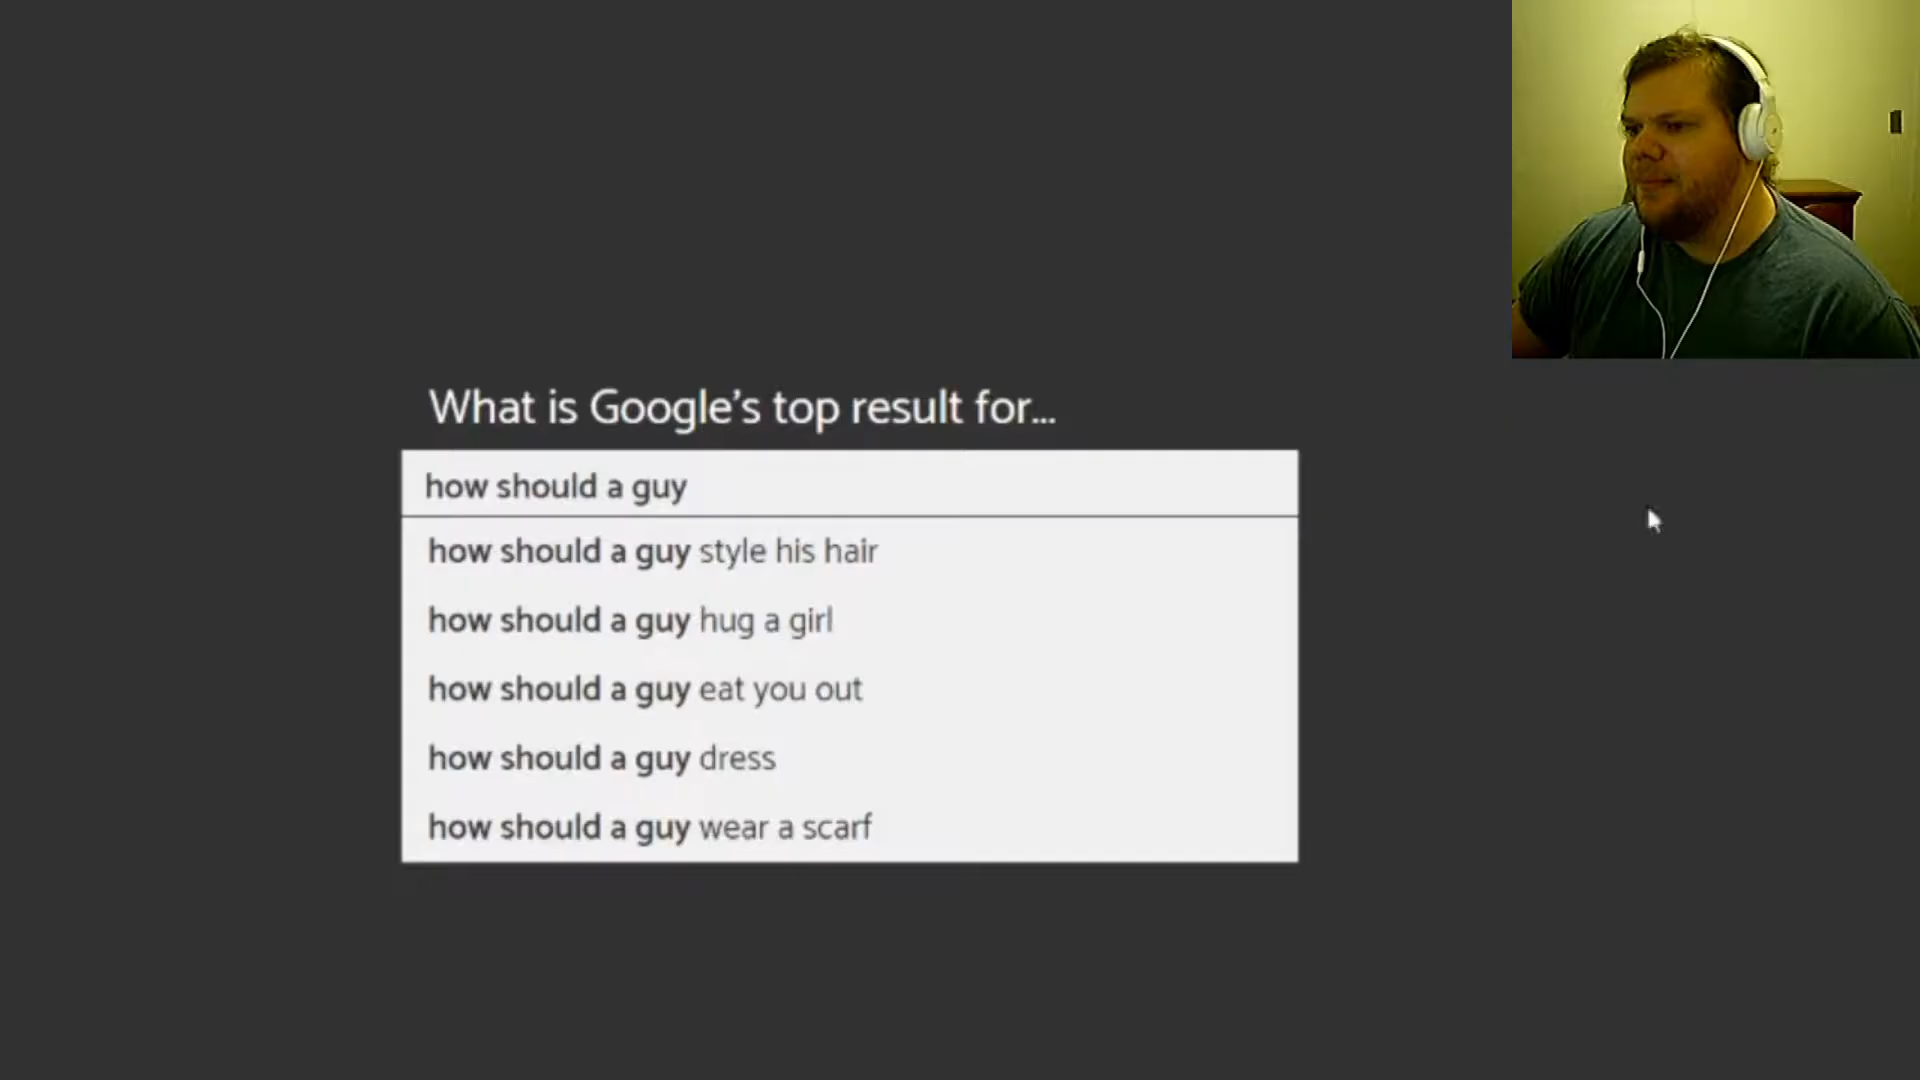 What is Google's top result for...
how should a guy
how should a guy style his hair
how should a guy hug a girl
how should a guy eat you out
how should a guy dress
how should a guy wear a scarf